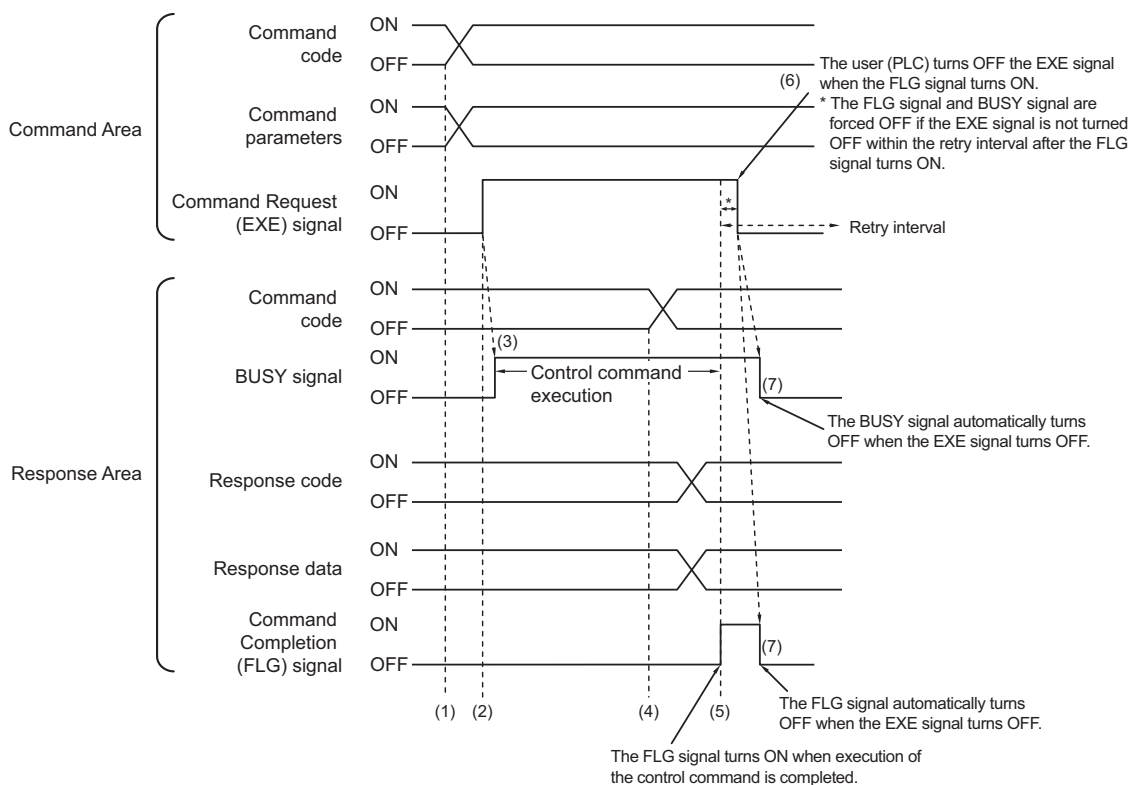 Command Area
Command
code
ON
OFF
Command
parameters
ON
OFF
Command Request
(EXE) signal
ON
OFF
(6)
The user (PLC) turns OFF the EXE signal
when the FLG signal turns ON.
* The FLG signal and BUSY signal are
forced OFF if the EXE signal is not turned
OFF within the retry interval after the FLG
signal turns ON.
*
Retry interval
Response Area
Command
code
ON
OFF
BUSY signal
ON
OFF
(3)
Control command
execution
(7)
The BUSY signal automatically turns
OFF when the EXE signal turns OFF.
Response code
ON
OFF
Response data
ON
OFF
Command
Completion
(FLG) signal
ON
OFF
(7)
The FLG signal automatically turns
OFF when the EXE signal turns OFF.
(1)
(2)
(4)
(5)
The FLG signal turns ON when execution of
the control command is completed.